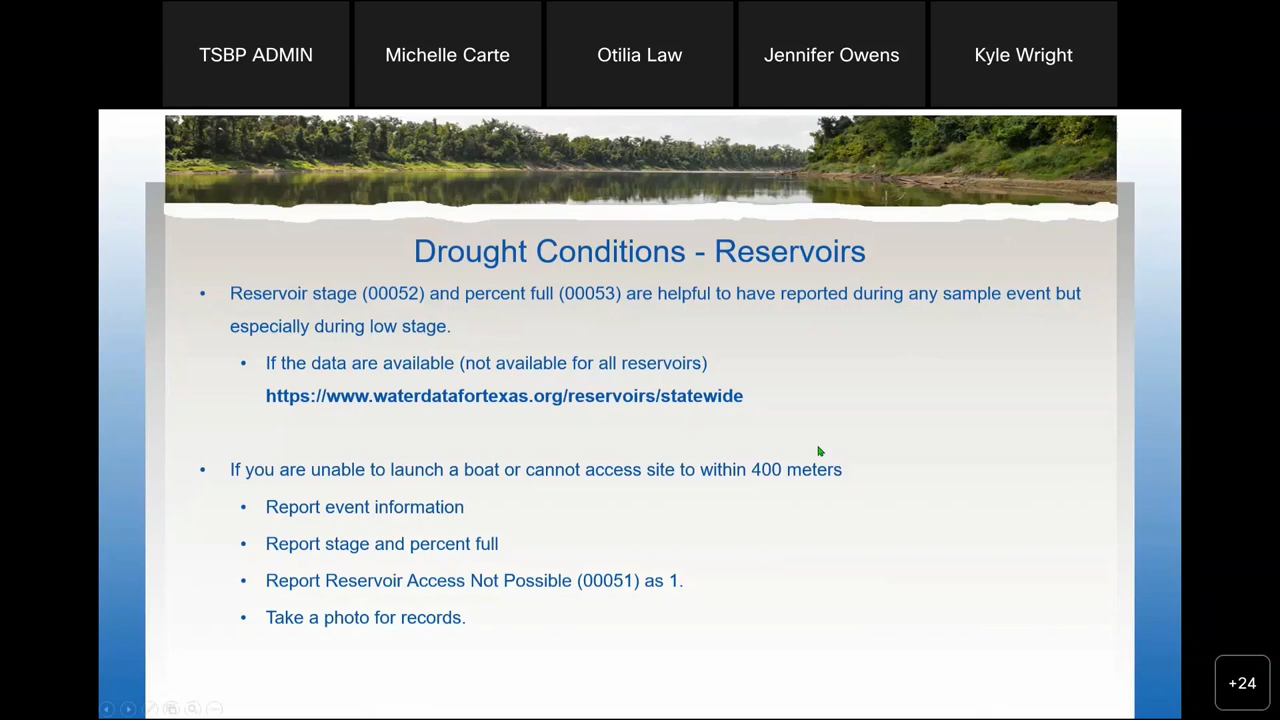 TSBP ADMIN
Michelle Carte
Otilia Law
Jennifer Owens
Kyle Wright
Drought Conditions - Reservoirs
• Reservoir stage (00052) and percent full (00053) are helpful to have reported during any sample event but
especially during low stage.
• If the data are available (not available for all reservoirs)
https://www.waterdatafortexas.org/reservoirs/statewide
• If you are unable to launch a boat or cannot access site to within 400 meters
• Report event information
• Report stage and percent full
• Report Reservoir Access Not Possible (00051) as 1.
• Take a photo for records.
+24